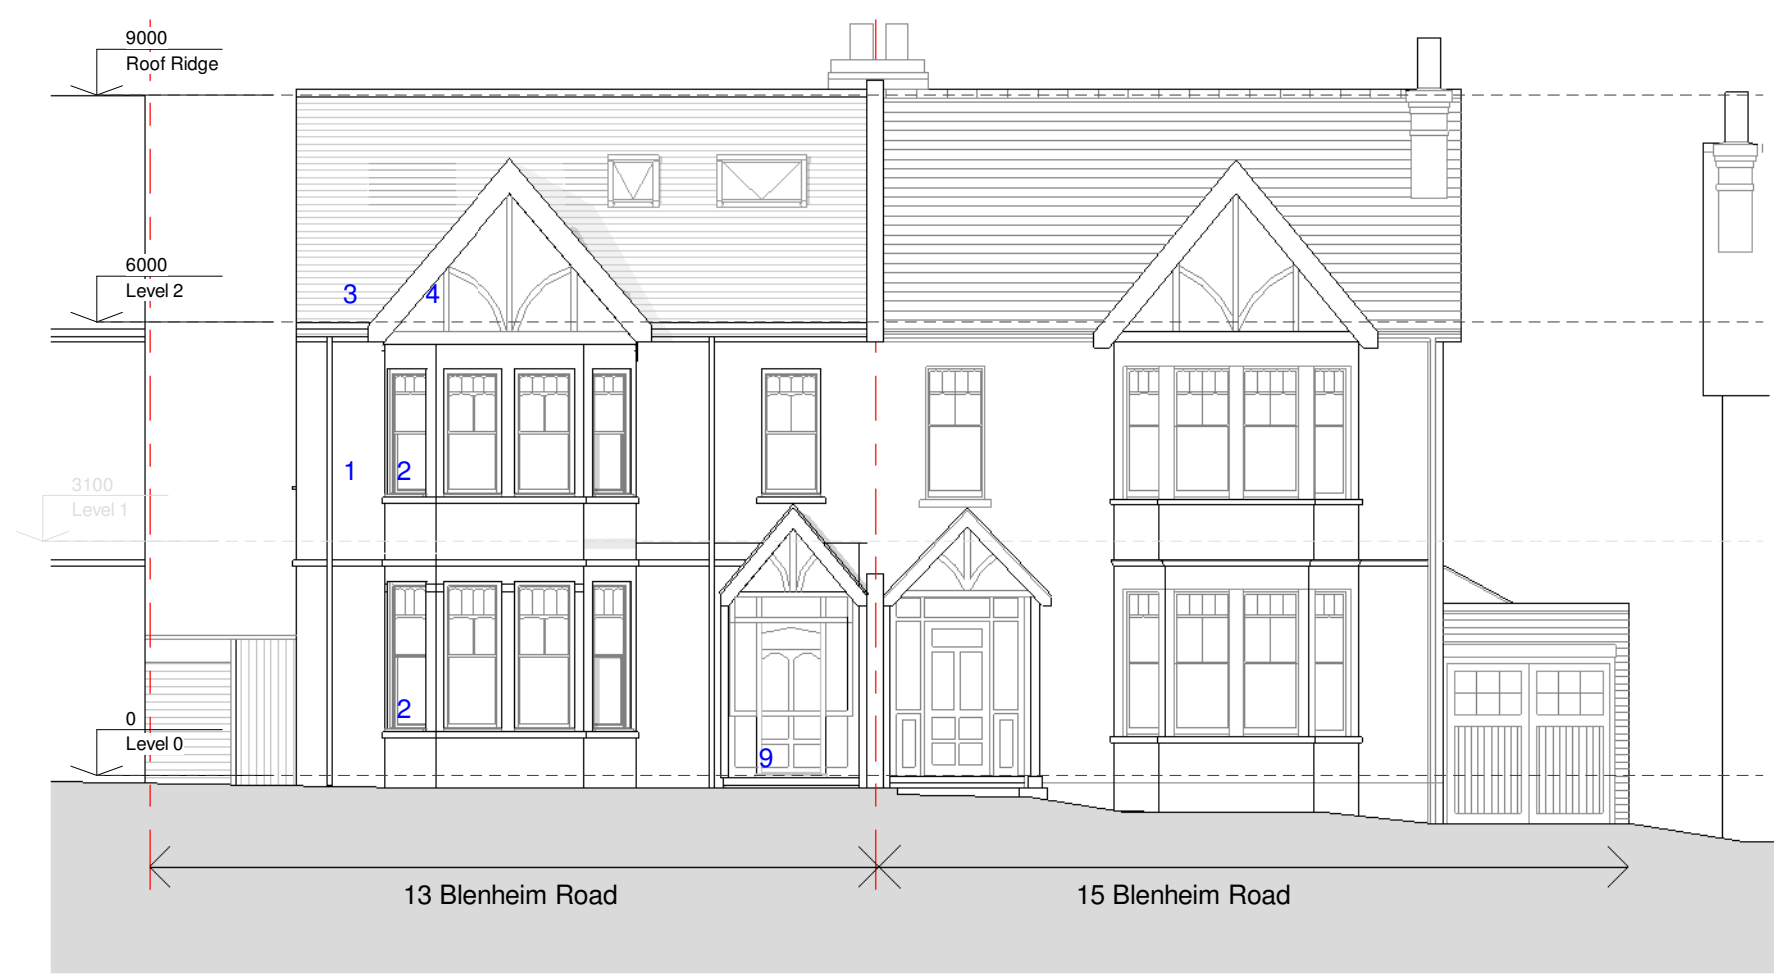 9000
Roof Ridge
6000
Level 2
3 4
3100
Level 1
1 2
2
0
Level 0
9
13 Blenheim Road
15 Blenheim Road